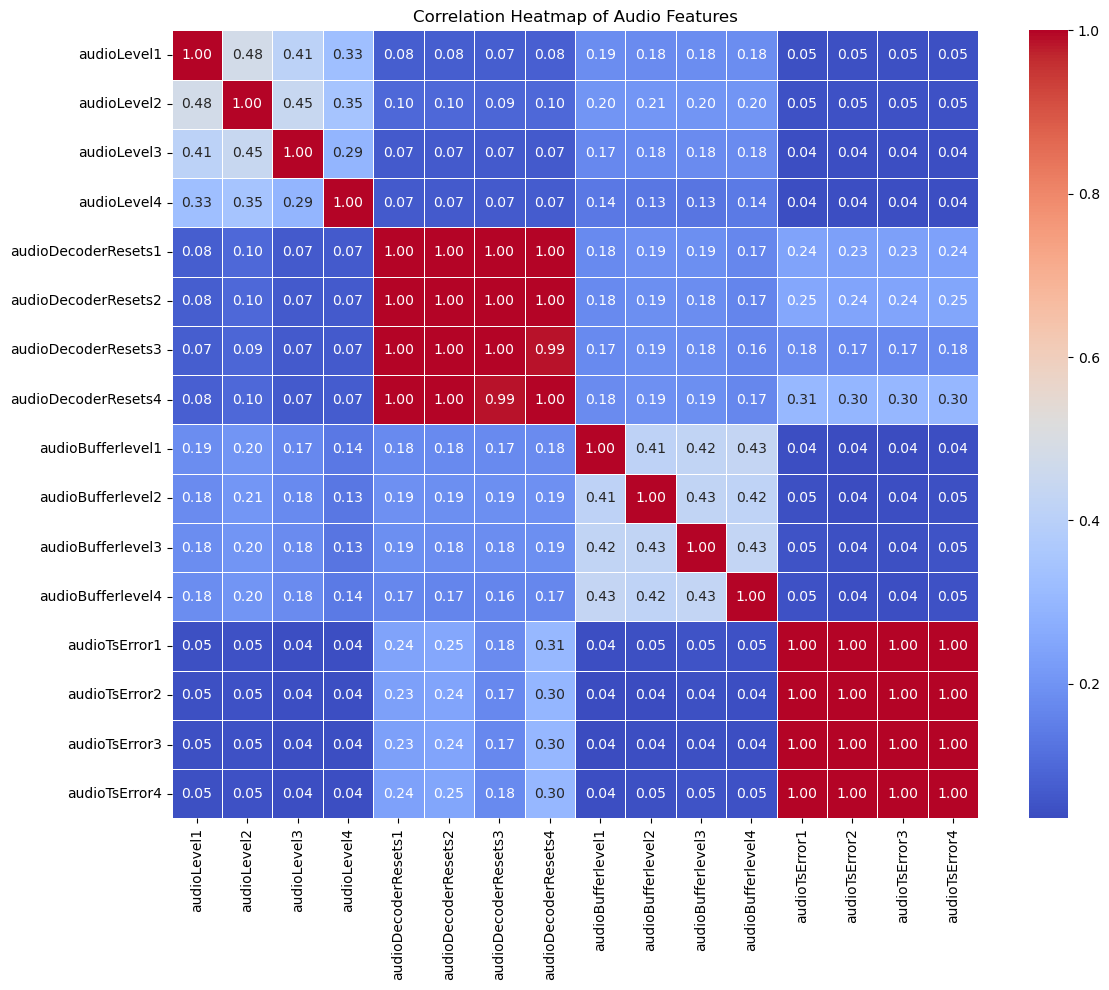 Correlation Heatmap of Audio Features
audioLevel1 1.00 0.48 0.41 0.33 0.08 0.08 0.07 0.08 0.19 0.18 0.18 0.18 0.05 0.05 0.05 0.05
audioLevel2 0.48 1.00 0.45 0.35 0.10 0.10 0.09 0.10 0.20 0.21 0.20 0.20 0.05 0.05 0.05 0.05
audioLevel3 0.41 0.45 1.00 0.29 0.07 0.07 0.07 0.07 0.17 0.18 0.18 0.18 0.04 0.04 0.04 0.04
audioLevel4 0.33 0.35 0.29 1.00 0.07 0.07 0.07 0.07 0.14 0.13 0.13 0.14 0.04 0.04 0.04 0.04
audioDecoderResets1 0.08 0.10 0.07 0.07 1.00 1.00 1.00 1.00 0.18 0.19 0.19 0.17 0.24 0.23 0.23 0.24
audioDecoderResets2 0.08 0.10 0.07 0.07 1.00 1.00 1.00 1.00 0.18 0.19 0.18 0.17 0.25 0.24 0.24 0.25
audioDecoderResets3 0.07 0.09 0.07 0.07 1.00 1.00 1.00 0.99 0.17 0.19 0.18 0.16 0.18 0.17 0.17 0.18
audioDecoderResets4 0.08 0.10 0.07 0.07 1.00 1.00 0.99 1.00 0.18 0.19 0.19 0.17 0.31 0.30 0.30 0.30
audioBufferlevel1 0.19 0.20 0.17 0.14 0.18 0.18 0.17 0.18 1.00 0.41 0.42 0.43 0.04 0.04 0.04 0.04
audioBufferlevel2 0.18 0.21 0.18 0.13 0.19 0.19 0.19 0.19 0.41 1.00 0.43 0.42 0.05 0.04 0.04 0.05
audioBufferlevel3 0.18 0.20 0.18 0.13 0.19 0.18 0.18 0.19 0.42 0.43 1.00 0.43 0.05 0.04 0.04 0.05
audioBufferlevel4 0.18 0.20 0.18 0.14 0.17 0.17 0.16 0.17 0.43 0.42 0.43 1.00 0.05 0.04 0.04 0.05
audioTsError1 0.05 0.05 0.04 0.04 0.24 0.25 0.18 0.31 0.04 0.05 0.05 0.05 1.00 1.00 1.00 1.00
audioTsError2 0.05 0.05 0.04 0.04 0.23 0.24 0.17 0.30 0.04 0.04 0.04 0.04 1.00 1.00 1.00 1.00
audioTsError3 0.05 0.05 0.04 0.04 0.23 0.24 0.17 0.30 0.04 0.04 0.04 0.04 1.00 1.00 1.00 1.00
audioTsError4 0.05 0.05 0.04 0.04 0.24 0.25 0.18 0.30 0.04 0.05 0.05 0.05 1.00 1.00 1.00 1.00
audioLevel1
audioLevel2
audioLevel3
audioLevel4
audioDecoderResets1
audioDecoderResets2
audioDecoderResets3
audioDecoderResets4
audioBufferlevel1
audioBufferlevel2
audioBufferlevel3
audioBufferlevel4
audioTsError1
audioTsError2
audioTsError3
audioTsError4
1.0
0.8
0.6
0.4
0.2